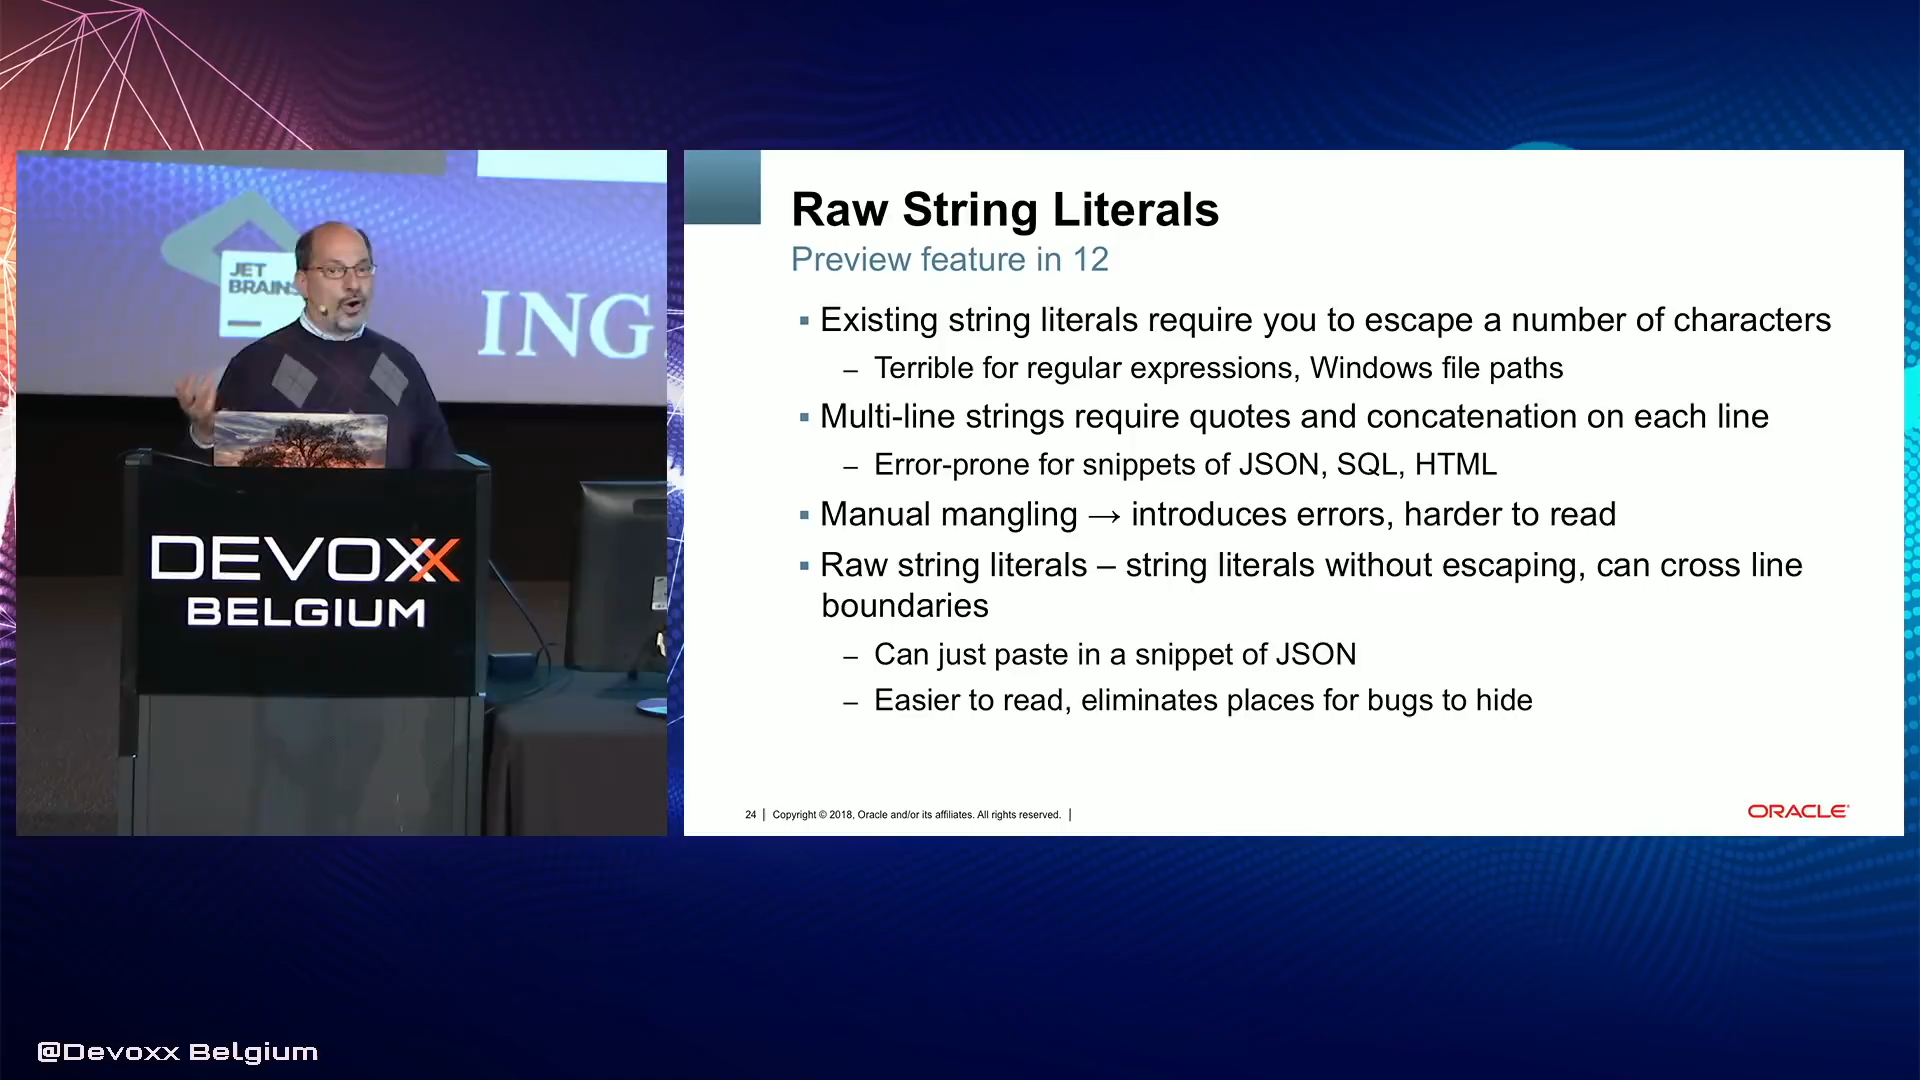 JET
BRAINS
ING
DEVOXX
BELGIUM
Raw String Literals
Preview feature in 12
▪ Existing string literals require you to escape a number of characters
– Terrible for regular expressions, Windows file paths
▪ Multi-line strings require quotes and concatenation on each line
– Error-prone for snippets of JSON, SQL, HTML
▪ Manual mangling → introduces errors, harder to read
▪ Raw string literals – string literals without escaping, can cross line
boundaries
– Can just paste in a snippet of JSON
– Easier to read, eliminates places for bugs to hide
24 | Copyright © 2018, Oracle and/or its affiliates. All rights reserved. |
ORACLE®
@Devoxx Belgium